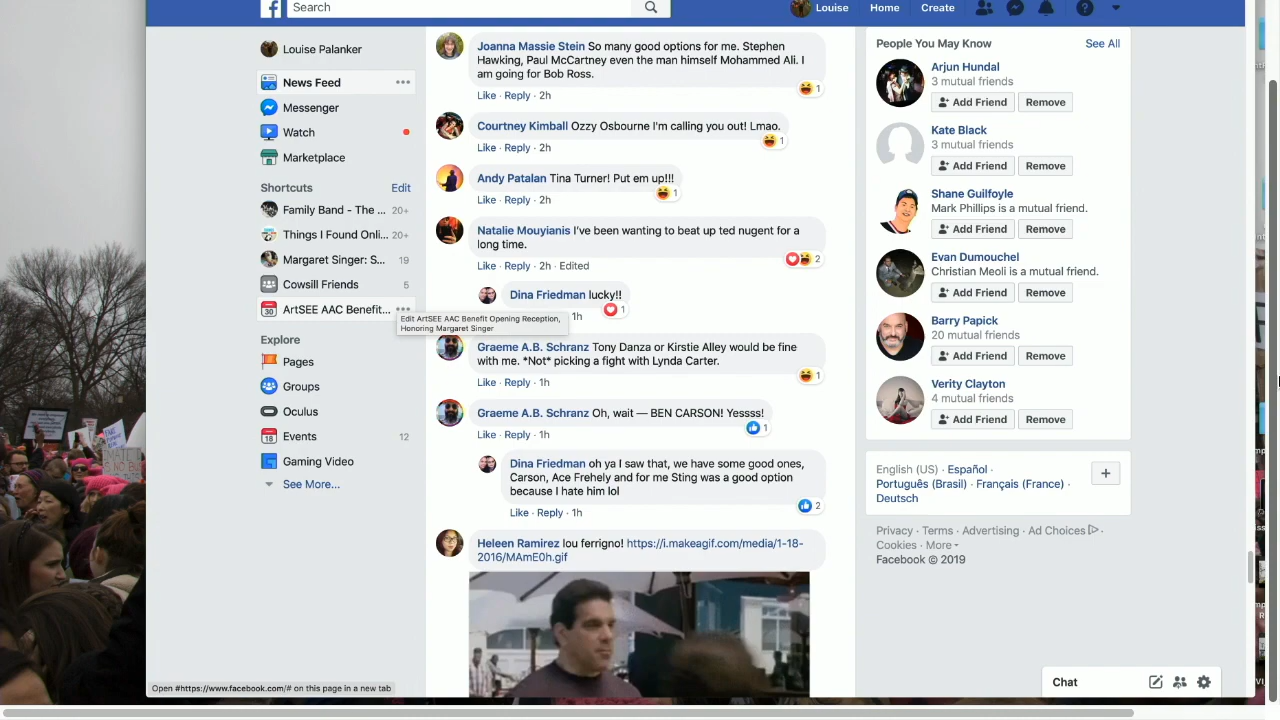 Search
Louise
Home
Create
Louise Palanker
News Feed
Messenger
Watch
Marketplace
Shortcuts
Edit
Family Band - The ...
20+
Things I Found Onli...
20+
Margaret Singer: S...
19
Cowsill Friends
5
ArtSEE AAC Benefit...
Edit ArtSEE AAC Benefit Opening Reception,
Honoring Margaret Singer
Explore
Pages
Groups
Oculus
Events
12
Gaming Video
See More...
Joanna Massie Stein So many good options for me. Stephen
Hawking, Paul McCartney even the man himself Mohammed Ali. I
am going for Bob Ross.
1
Like · Reply · 2h
Courtney Kimball Ozzy Osbourne I'm calling you out! Lmao.
1
Like · Reply · 2h
Andy Patalan Tina Turner! Put em up!!!
1
Like · Reply · 2h
Natalie Mouyianis I've been wanting to beat up ted nugent for a
long time.
2
Like · Reply · 2h · Edited
Dina Friedman lucky!!
1
1h
Graeme A.B. Schranz Tony Danza or Kirstie Alley would be fine
with me. *Not* picking a fight with Lynda Carter.
1
Like · Reply · 1h
Graeme A.B. Schranz Oh, wait — BEN CARSON! Yessss!
1
Like · Reply · 1h
Dina Friedman oh ya I saw that, we have some good ones,
Carson, Ace Frehely and for me Sting was a good option
because I hate him lol
2
Like · Reply · 1h
Heleen Ramirez lou ferrigno! https://i.makeagif.com/media/1-18-
2016/MAmE0h.gif
People You May Know
See All
Arjun Hundal
3 mutual friends
Add Friend
Remove
Kate Black
3 mutual friends
Add Friend
Remove
Shane Guilfoyle
Mark Phillips is a mutual friend.
Add Friend
Remove
Evan Dumouchel
Christian Meoli is a mutual friend.
Add Friend
Remove
Barry Papick
20 mutual friends
Add Friend
Remove
Verity Clayton
4 mutual friends
Add Friend
Remove
English (US) · Español ·
Português (Brasil) · Français (France) ·
Deutsch
Privacy · Terms · Advertising · Ad Choices ·
Cookies · More
Facebook © 2019
Chat
Open #https://www.facebook.com/# on this page in a new tab